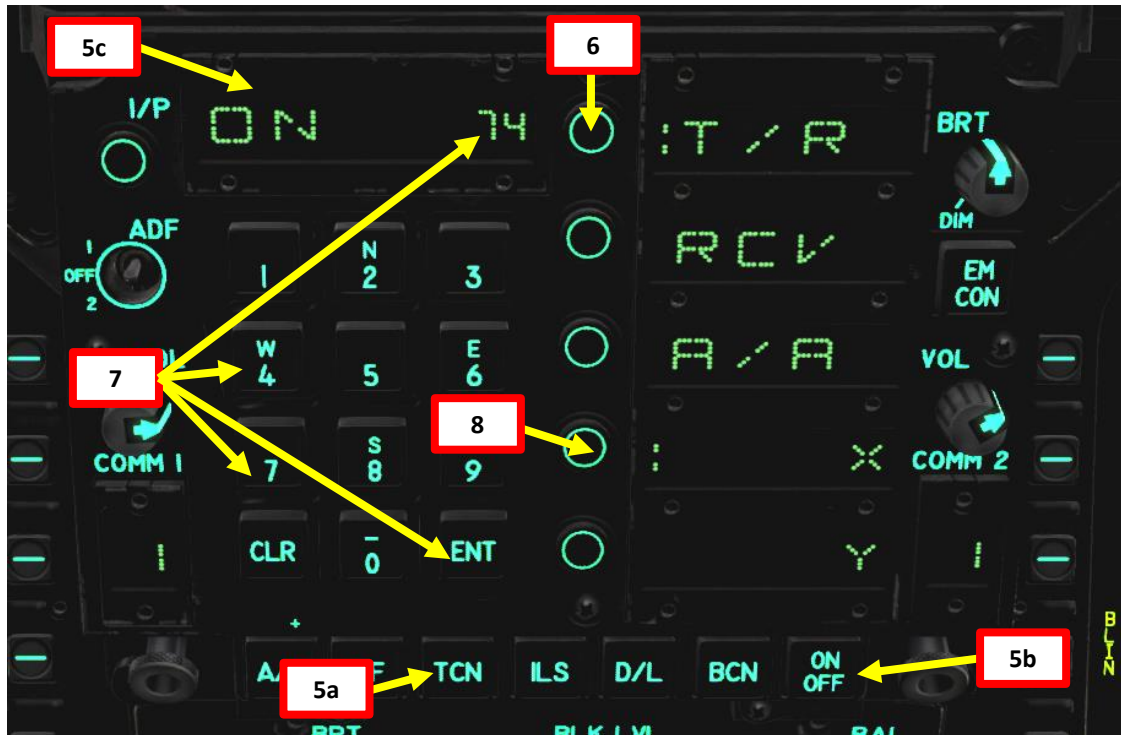 5c
6
I/P
ON 74
:T/R
BRT
DIM
ADF
1
OFF
2
1
N
2
3
RCV
EM
CON
W
4
5
E
6
A/A
VOL
7
8
COMM 1
7
S
8
9
: X
COMM 2
1
CLR
–
0
ENT
Y
1
+
TCN
ILS
D/L
BCN
ON
OFF
5a
5b
BLIN